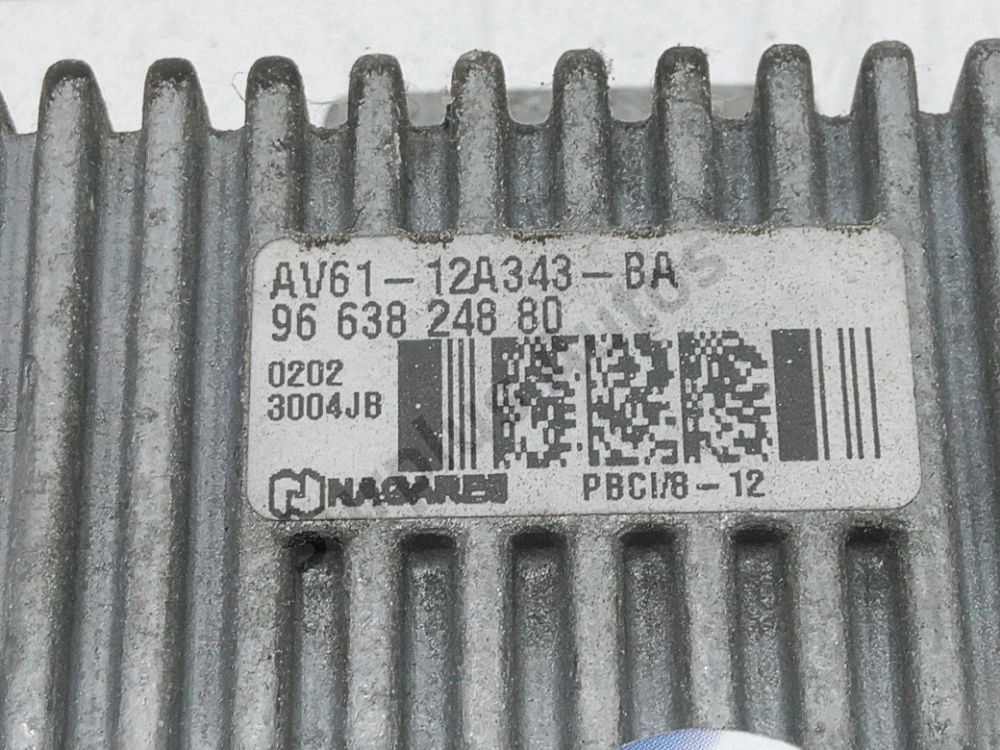 AV61-12A343-BA
96 638 248 80
0202
3004JB
NAGARES PBCI/8-12